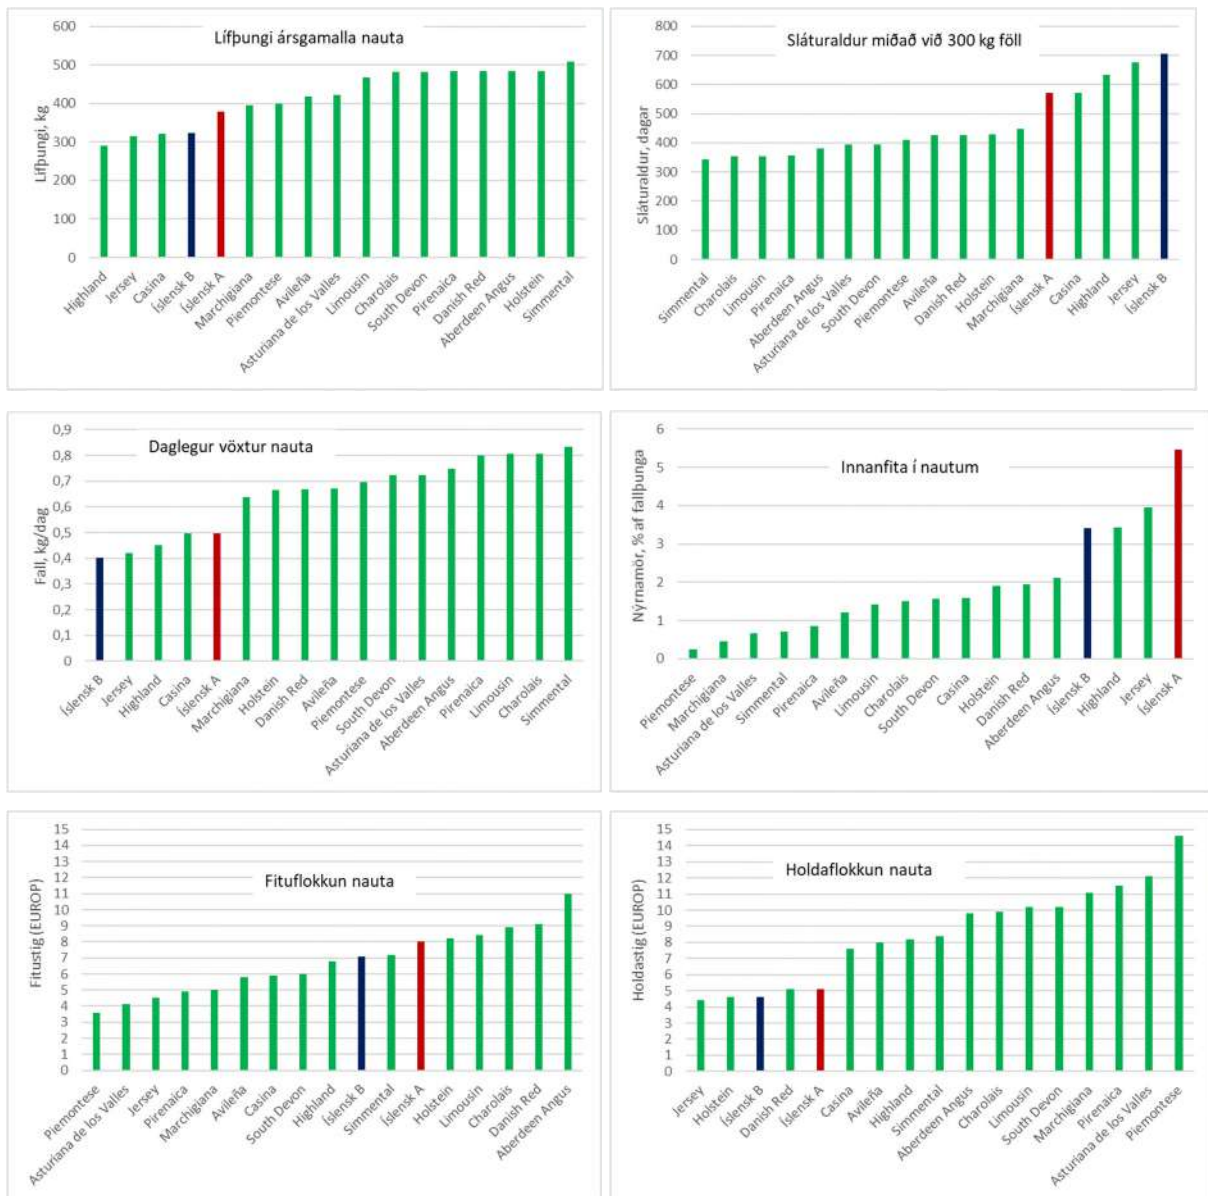 Lífþungi ársgamalla nauta
Lífþungi, kg
600
500
400
300
200
100
0
Highland
Jersey
Casina
Íslensk B
Íslensk A
Marchigiana
Piemontese
Avileña
Asturiana de los Valles
Limousin
Charolais
South Devon
Pirenaica
Danish Red
Aberdeen Angus
Holstein
Simmental
Sláturaldur miðað við 300 kg föll
Sláturaldur, dagar
800
700
600
500
400
300
200
100
0
Simmental
Charolais
Limousin
Pirenaica
Aberdeen Angus
Asturiana de los Valles
South Devon
Piemontese
Avileña
Danish Red
Holstein
Marchigiana
Íslensk A
Casina
Highland
Jersey
Íslensk B
Daglegur vöxtur nauta
Fall, kg/dag
0,9
0,8
0,7
0,6
0,5
0,4
0,3
0,2
0,1
0
Íslensk B
Jersey
Highland
Casina
Íslensk A
Marchigiana
Holstein
Danish Red
Avileña
Piemontese
South Devon
Asturiana de los Valles
Aberdeen Angus
Pirenaica
Limousin
Charolais
Simmental
Innanfita í nautum
Nýrnamör, % af fallþunga
6
5
4
3
2
1
0
Piemontese
Marchigiana
Asturiana de los Valles
Simmental
Pirenaica
Avileña
Limousin
Charolais
South Devon
Casina
Holstein
Danish Red
Aberdeen Angus
Íslensk B
Highland
Jersey
Íslensk A
Fituflokkun nauta
Fitustig (EUROP)
15
14
13
12
11
10
9
8
7
6
5
4
3
2
1
0
Piemontese
Asturiana de los Valles
Jersey
Pirenaica
Marchigiana
Avileña
Casina
South Devon
Highland
Íslensk B
Simmental
Íslensk A
Holstein
Limousin
Charolais
Danish Red
Aberdeen Angus
Holdaflokkun nauta
Holdastig (EUROP)
15
14
13
12
11
10
9
8
7
6
5
4
3
2
1
0
Jersey
Holstein
Íslensk B
Danish Red
Íslensk A
Casina
Avileña
Highland
Simmental
Aberdeen Angus
Charolais
Limousin
South Devon
Marchigiana
Pirenaica
Asturiana de los Valles
Piemontese